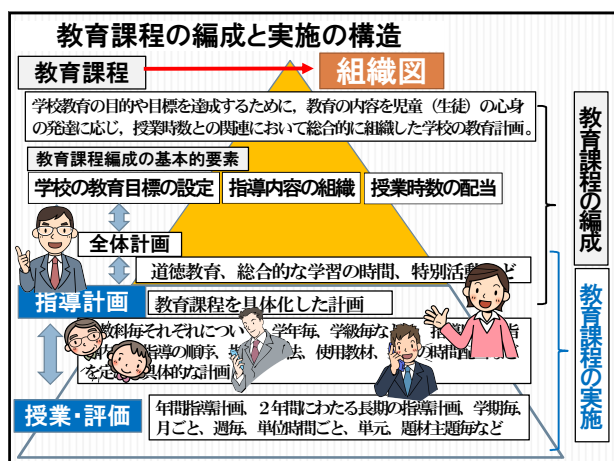 教育課程の編成と実施の構造
教育課程
組織図
学校教育の目的や目標を達成するために，教育の内容を児童（生徒）の心身
の発達に応じ，授業時数との関連において総合的に組織した学校の教育計画。
教育課程編成の基本的要素
学校の教育目標の設定
指導内容の組織
授業時数の配当
全体計画
道徳教育、総合的な学習の時間、特別活動 ど
指導計画
教育課程を具体化した計画
教科毎それぞれについ 学年毎、学級毎な 指
指導の順序、 法、使用教材、 の時間配
を定 具体的な計画
授業・評価
年間指導計画，２年間にわたる長期の指導計画，学期毎，
月ごと、週毎、単位時間ごと、単元、題材主題毎など
教育課程の編成
教育課程の実施